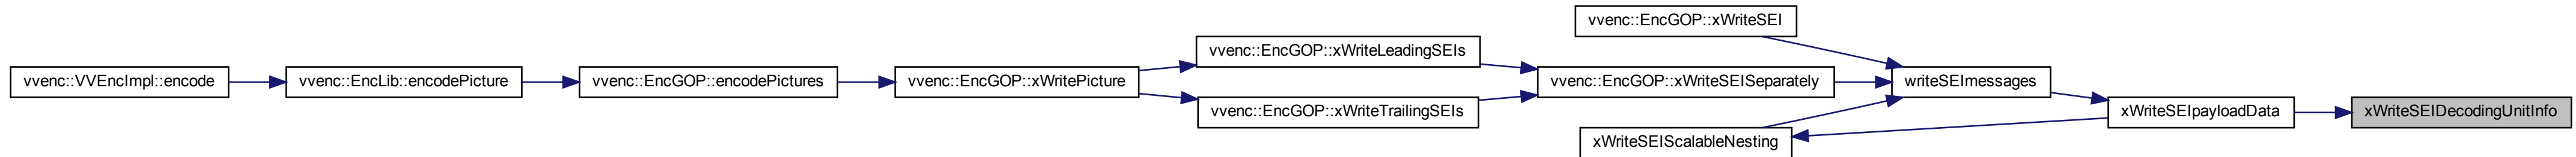 vvenc::VVEncImpl::encode
vvenc::EncLib::encodePicture
vvenc::EncGOP::encodePictures
vvenc::EncGOP::xWritePicture
vvenc::EncGOP::xWriteLeadingSEIs
vvenc::EncGOP::xWriteTrailingSEIs
vvenc::EncGOP::xWriteSEI
vvenc::EncGOP::xWriteSEISeparately
xWriteSEIScalableNesting
writeSEImessages
xWriteSEIpayloadData
xWriteSEIDecodingUnitInfo